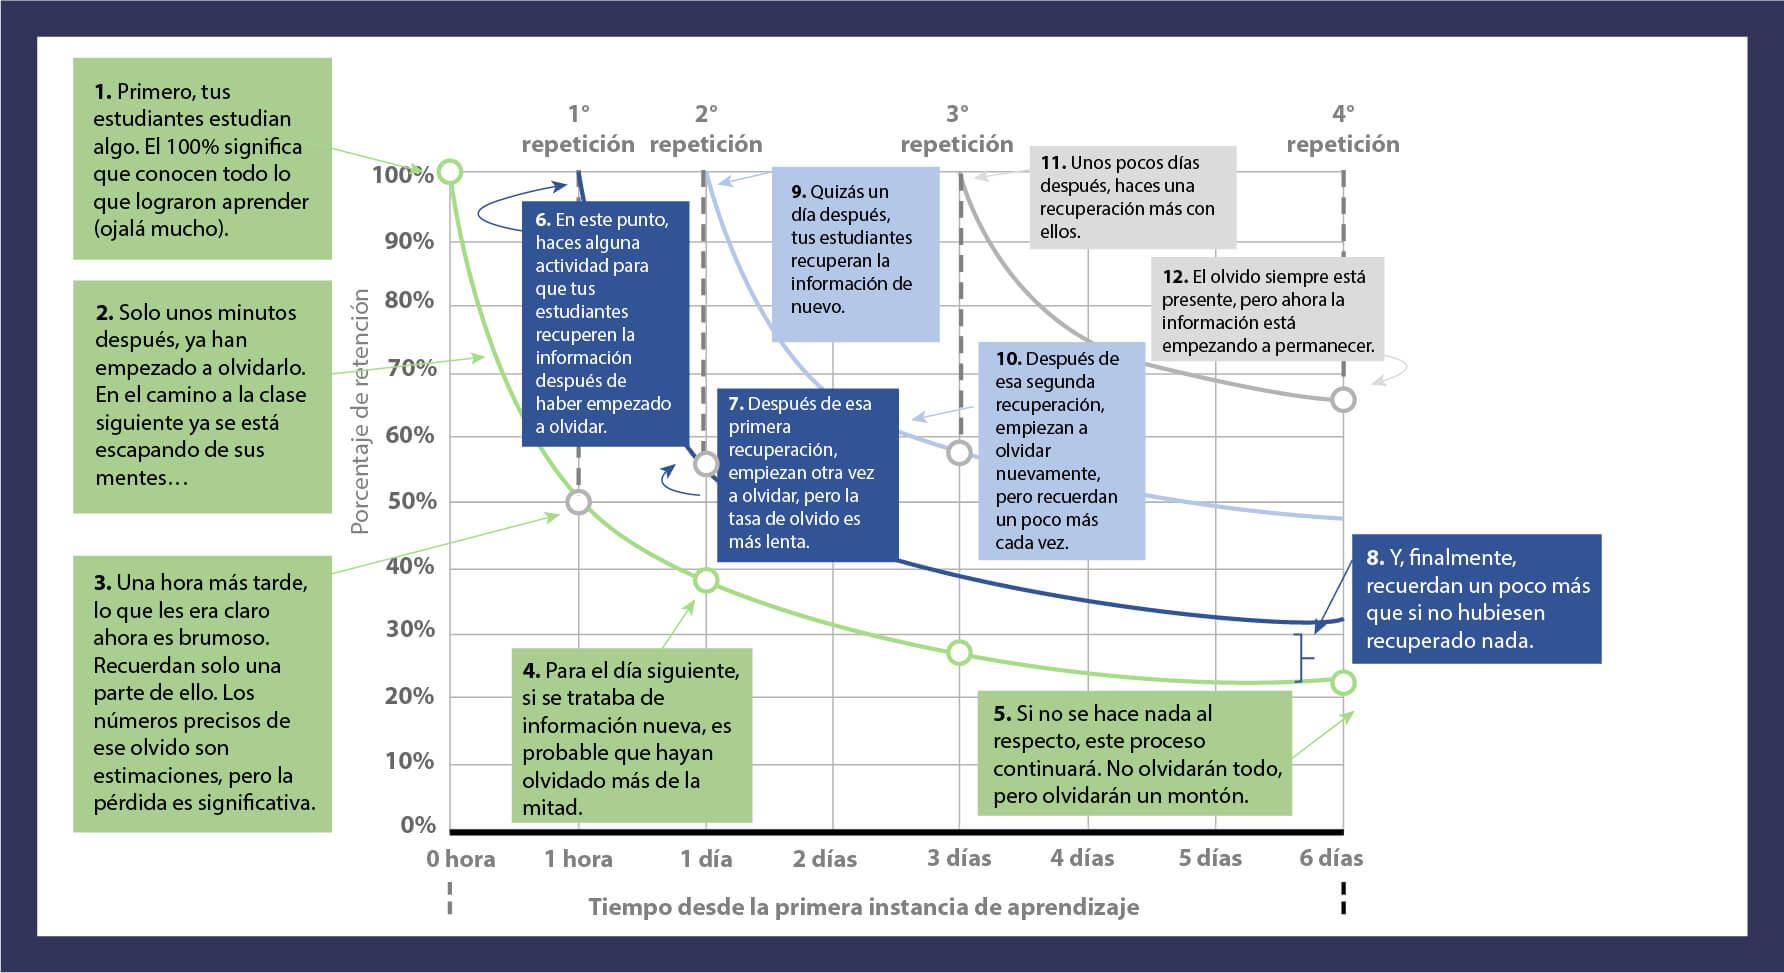 1. Primero, tus
estudiantes estudian
algo. El 100% significa
que conocen todo lo
que lograron aprender
(ojalá mucho).
2. Solo unos minutos
después, ya han
empezado a olvidarlo.
En el camino a la clase
siguiente ya se está
escapando de sus
mentes…
3. Una hora más tarde,
lo que les era claro
ahora es brumoso.
Recuerdan solo una
parte de ello. Los
números precisos de
ese olvido son
estimaciones, pero la
pérdida es significativa.
1°
repetición
2°
repetición
3°
repetición
4°
repetición
Porcentaje de retención
100%
90%
80%
70%
60%
50%
40%
30%
20%
10%
0%
6. En este punto,
haces alguna
actividad para
que tus
estudiantes
recuperen la
información
después de
haber empezado
a olvidar.
9. Quizás un
día después,
tus estudiantes
recuperan la
información de
nuevo.
11. Unos pocos días
después, haces una
recuperación más con
ellos.
12. El olvido siempre está
presente, pero ahora la
información está
empezando a permanecer.
7. Después de esa
primera
recuperación,
empiezan otra vez
a olvidar, pero la
tasa de olvido es
más lenta.
10. Después de
esa segunda
recuperación,
empiezan a
olvidar
nuevamente,
pero recuerdan
un poco más
cada vez.
8. Y, finalmente,
recuerdan un poco más
que si no hubiesen
recuperado nada.
4. Para el día siguiente,
si se trataba de
información nueva, es
probable que hayan
olvidado más de la
mitad.
5. Si no se hace nada al
respecto, este proceso
continuará. No olvidarán todo,
pero olvidarán un montón.
0 hora
1 hora
1 día
2 días
3 días
4 días
5 días
6 días
Tiempo desde la primera instancia de aprendizaje